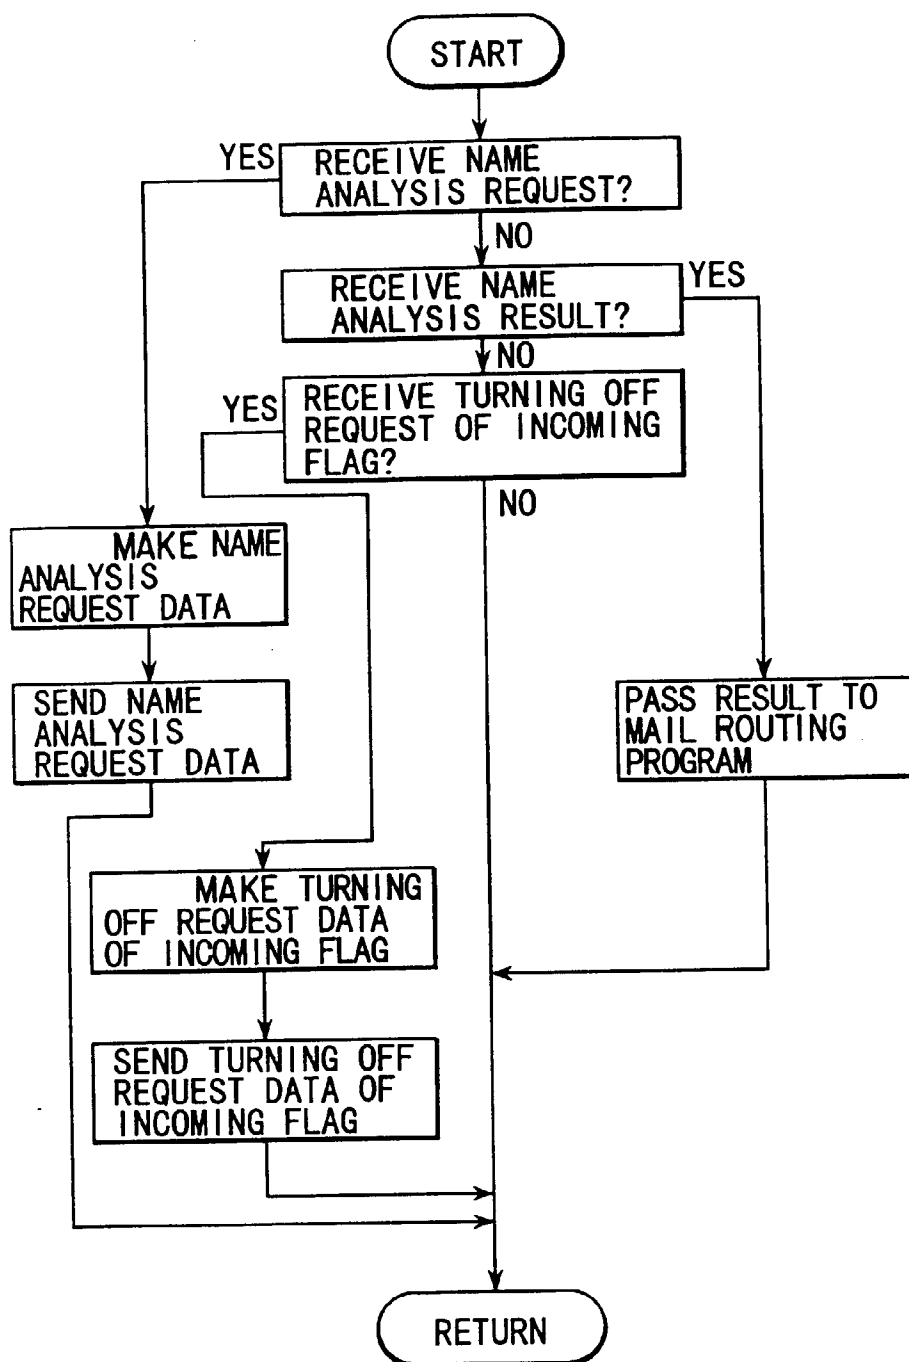 START
YES
RECEIVE NAME
ANALYSIS REQUEST?
NO
RECEIVE NAME
ANALYSIS RESULT?
YES
NO
YES
RECEIVE TURNING OFF
REQUEST OF INCOMING
FLAG?
NO
MAKE NAME
ANALYSIS
REQUEST DATA
SEND NAME
ANALYSIS
REQUEST DATA
PASS RESULT TO
MAIL ROUTING
PROGRAM
MAKE TURNING
OFF REQUEST DATA
OF INCOMING FLAG
SEND TURNING OFF
REQUEST DATA OF
INCOMING FLAG
RETURN